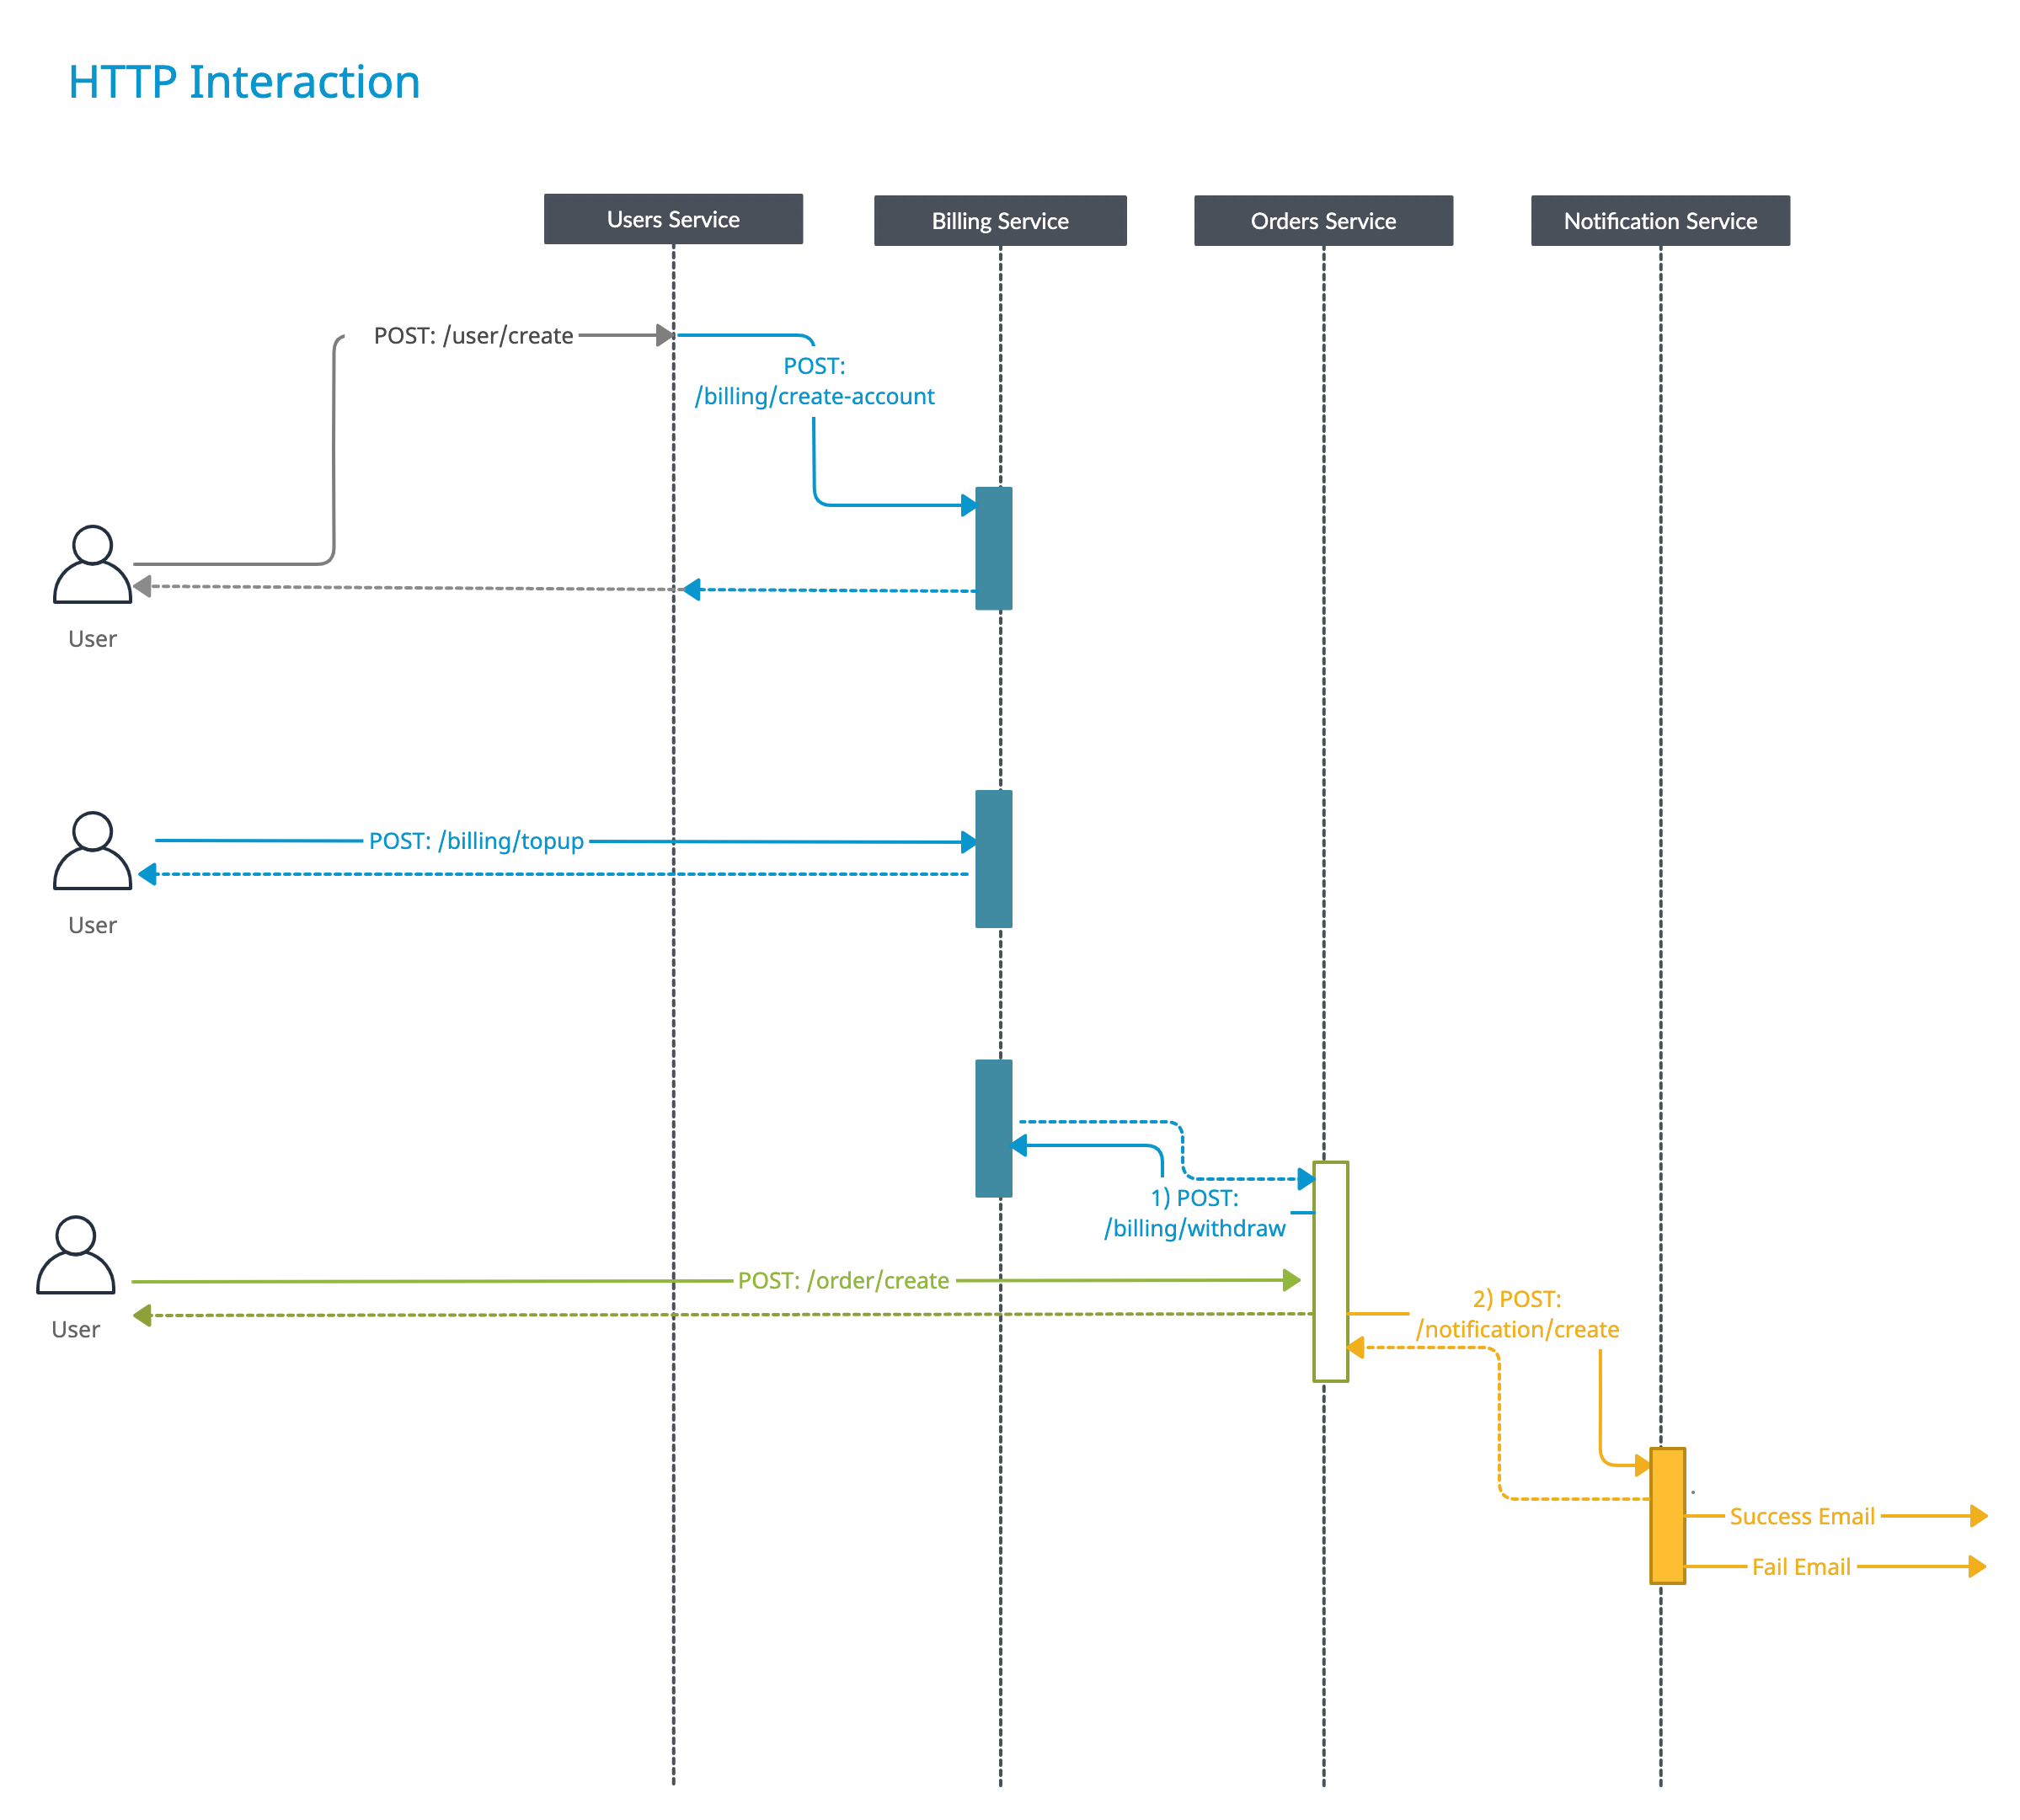 HTTP Interaction
Users Service
Billing Service
Orders Service
Notification Service
POST: /user/create
POST:
/billing/create-account
User
POST: /billing/topup
User
1) POST:
/billing/withdraw
POST: /order/create
User
2) POST:
/notification/create
Success Email
Fail Email